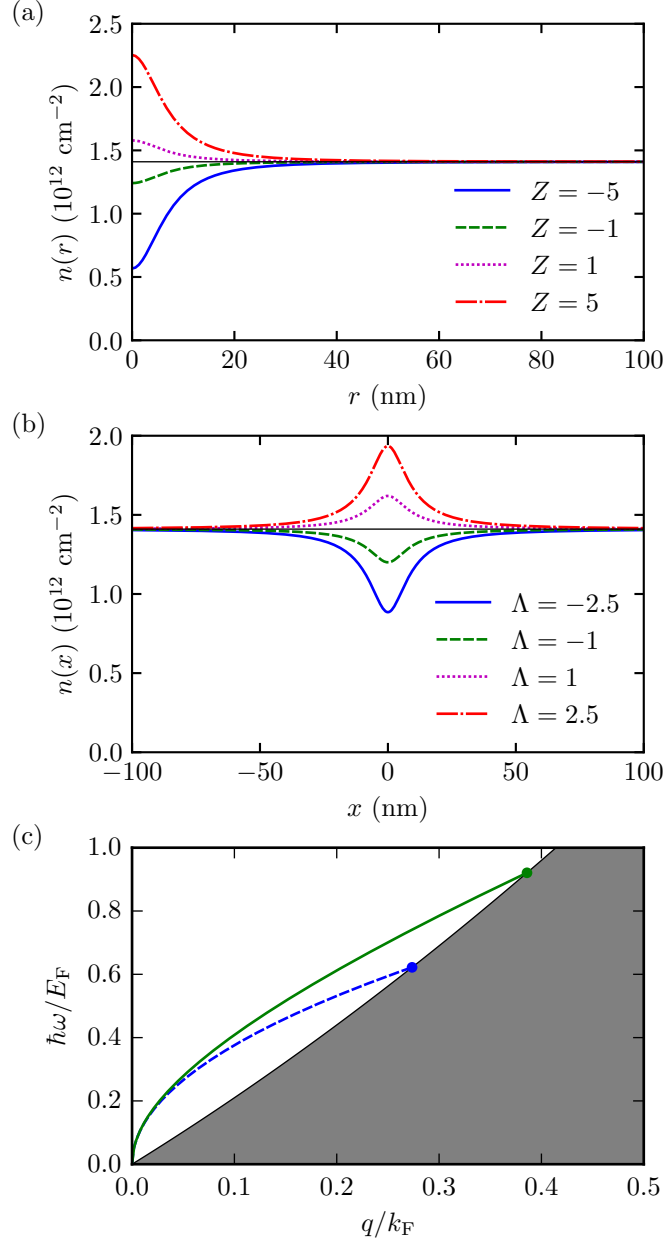 (a)
2.5
2.0
1.5
1.0
0.5
0.0
n(r) (10¹² cm⁻²)
Z = −5
Z = −1
Z = 1
Z = 5
0 20 40 60 80 100
r (nm)
(b)
2.0
1.5
1.0
0.5
0.0
n(x) (10¹² cm⁻²)
Λ = −2.5
Λ = −1
Λ = 1
Λ = 2.5
−100 −50 0 50 100
x (nm)
(c)
1.0
0.8
0.6
0.4
0.2
0.0
ℏω/E_F
0.0 0.1 0.2 0.3 0.4 0.5
q/k_F